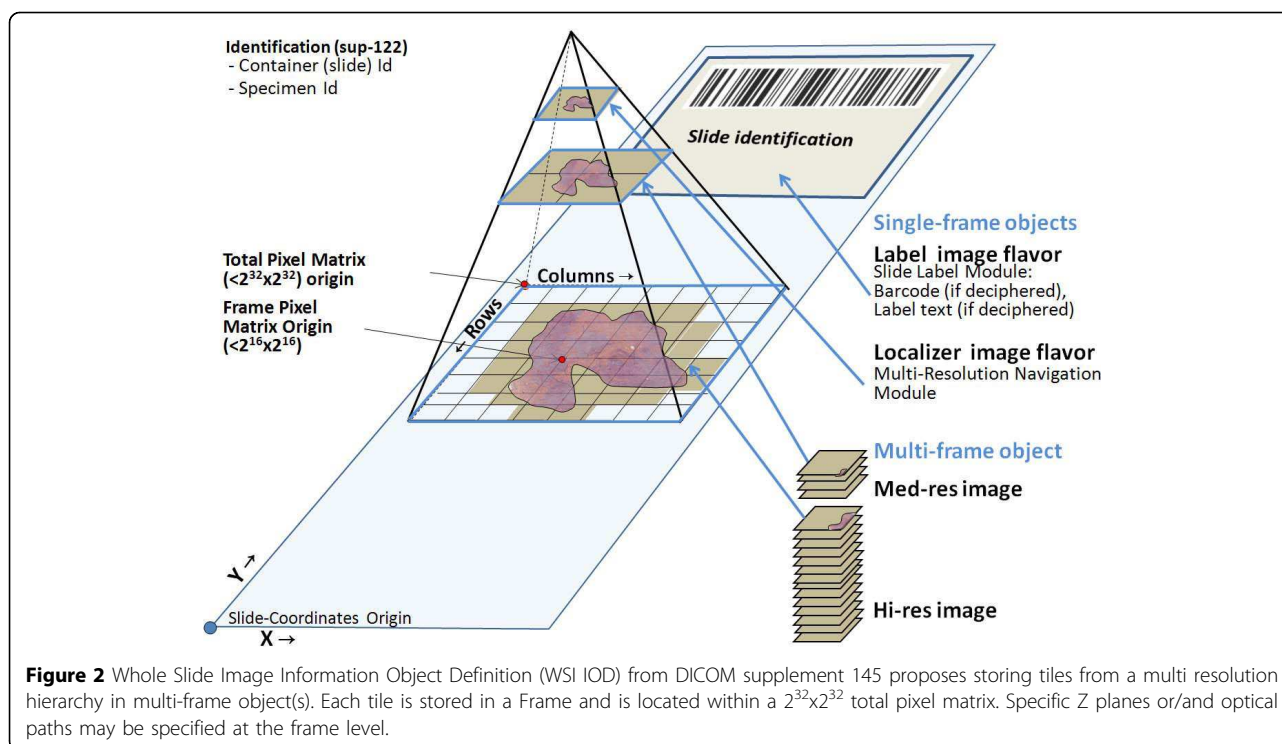 Identification (sup-122)
- Container (slide) Id
- Specimen Id
Slide identification
Single-frame objects
Label image flavor
Slide Label Module:
Barcode (if deciphered),
Label text (if deciphered)
Localizer image flavor
Multi-Resolution Navigation
Module
Multi-frame object
Med-res image
Hi-res image
Total Pixel Matrix
(<2³²x2³²) origin
Frame Pixel
Matrix Origin
(<2¹⁶x2¹⁶)
Columns →
← Rows
Y →
Slide-Coordinates Origin
X →
Figure 2 Whole Slide Image Information Object Definition (WSI IOD) from DICOM supplement 145 proposes storing tiles from a multi resolution
hierarchy in multi-frame object(s). Each tile is stored in a Frame and is located within a 2³²x2³² total pixel matrix. Specific Z planes or/and optical
paths may be specified at the frame level.